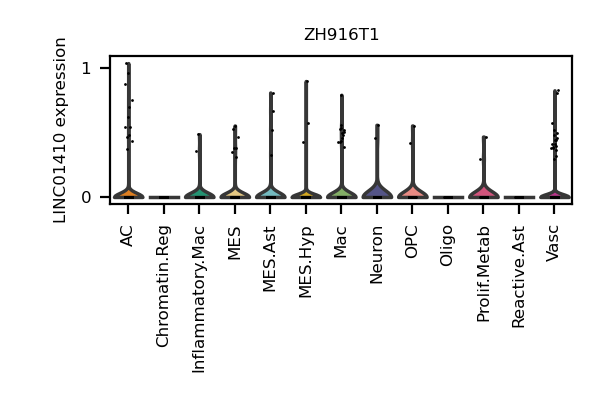 ZH916T1
LINC01410 expression
1
0
AC
Chromatin.Reg
Inflammatory.Mac
MES
MES.Ast
MES.Hyp
Mac
Neuron
OPC
Oligo
Prolif.Metab
Reactive.Ast
Vasc